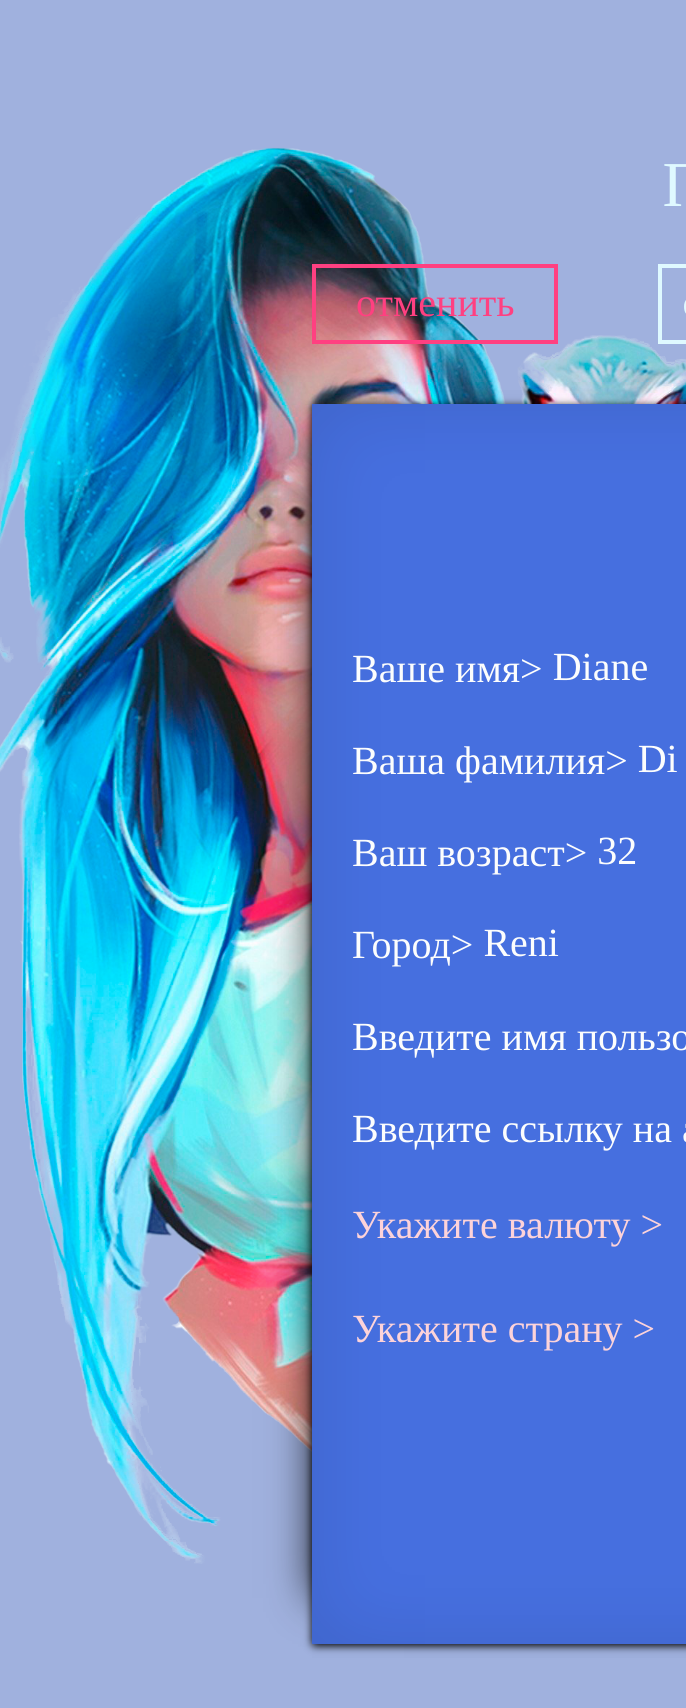 отменить
Ваше имя> Diane
Ваша фамилия> Di
Ваш возраст> 32
Город> Reni
Введите имя
Введите ссылку на
Укажите валюту >
Укажите страну >